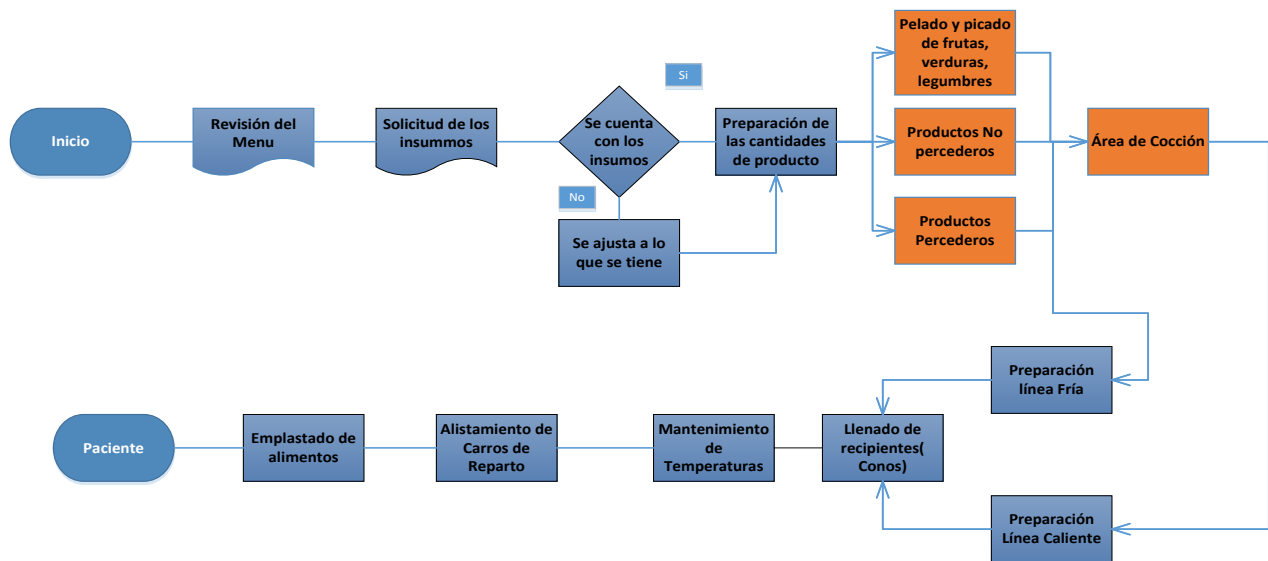 Inicio
Revisión del
Menu
Solicitud de los
insummos
Se cuenta
con los
insumos
Si
No
Se ajusta a lo
que se tiene
Preparación de
las cantidades
de producto
Pelado y picado
de frutas,
verduras,
legumbres
Productos No
percederos
Productos
Percederos
Área de Cocción
Preparación
línea Fría
Preparación
Línea Caliente
Llenado de
recipientes(
Conos)
Mantenimiento
de
Temperaturas
Alistamiento de
Carros de
Reparto
Emplastado de
alimentos
Paciente